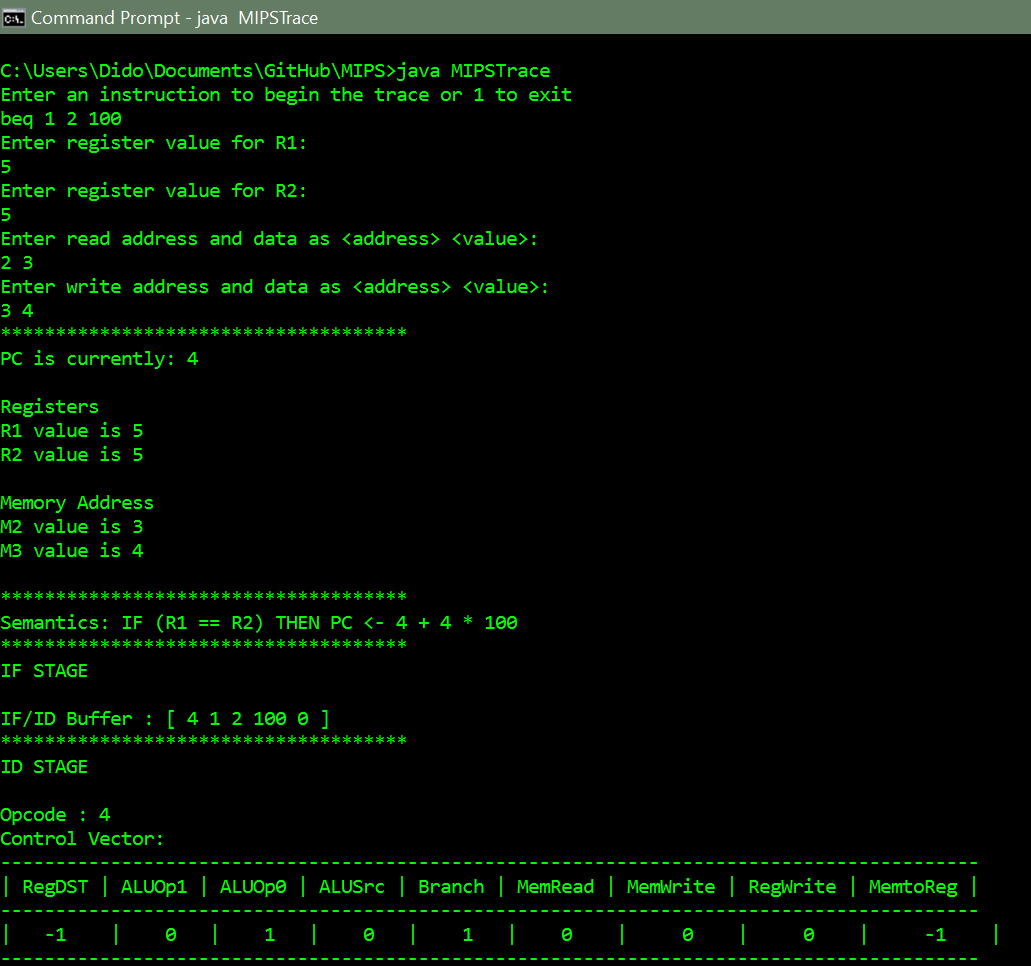 Command Prompt - java  MIPSTrace
C:\Users\Dido\Documents\GitHub\MIPS>java MIPSTrace
Enter an instruction to begin the trace or 1 to exit
beq 1 2 100
Enter register value for R1:
5
Enter register value for R2:
5
Enter read address and data as <address> <value>:
2 3
Enter write address and data as <address> <value>:
3 4
*************************************
PC is currently: 4
Registers
R1 value is 5
R2 value is 5
Memory Address
M2 value is 3
M3 value is 4
*************************************
Semantics: IF (R1 == R2) THEN PC <- 4 + 4 * 100
*************************************
IF STAGE
IF/ID Buffer : [ 4 1 2 100 0 ]
*************************************
ID STAGE
Opcode : 4
Control Vector:
-----------------------------------------------------------------------------------------
| RegDST | ALUOp1 | ALUOp0 | ALUSrc | Branch | MemRead | MemWrite | RegWrite | MemtoReg |
-----------------------------------------------------------------------------------------
|   -1    |    0   |    1   |    0   |    1   |    0    |     0    |     0    |     -1    |
-----------------------------------------------------------------------------------------